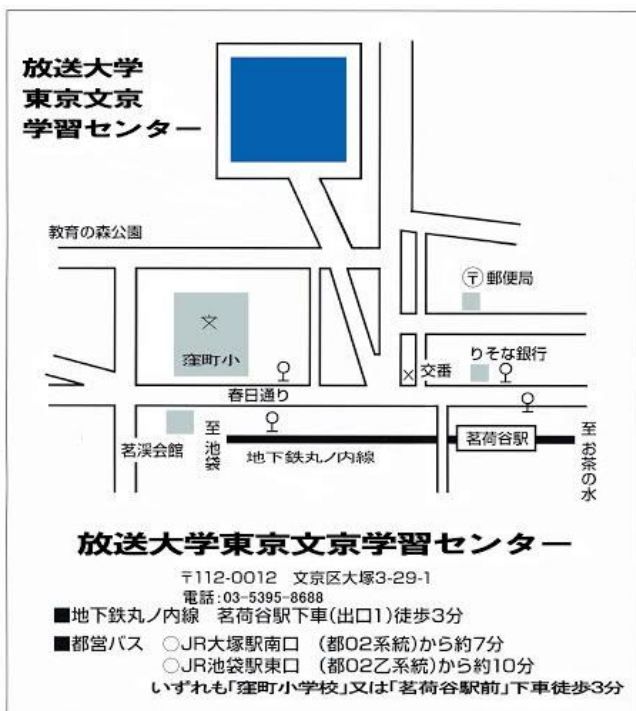 放送大学
東京文京
学習センター
教育の森公園
〒郵便局
文
窪町小
りそな銀行
交番
春日通り
茗渓会館
至池袋
地下鉄丸ノ内線
茗荷谷駅
至お茶の水
放送大学東京文京学習センター
〒112-0012 文京区大塚3-29-1
電話:03-5395-8688
■地下鉄丸ノ内線 茗荷谷駅下車(出口1)徒歩3分
■都営バス ○JR大塚駅南口 (都02系統)から約7分
○JR池袋駅東口 (都02乙系統)から約10分
いずれも「窪町小学校」又は「茗荷谷駅前」下車徒歩3分